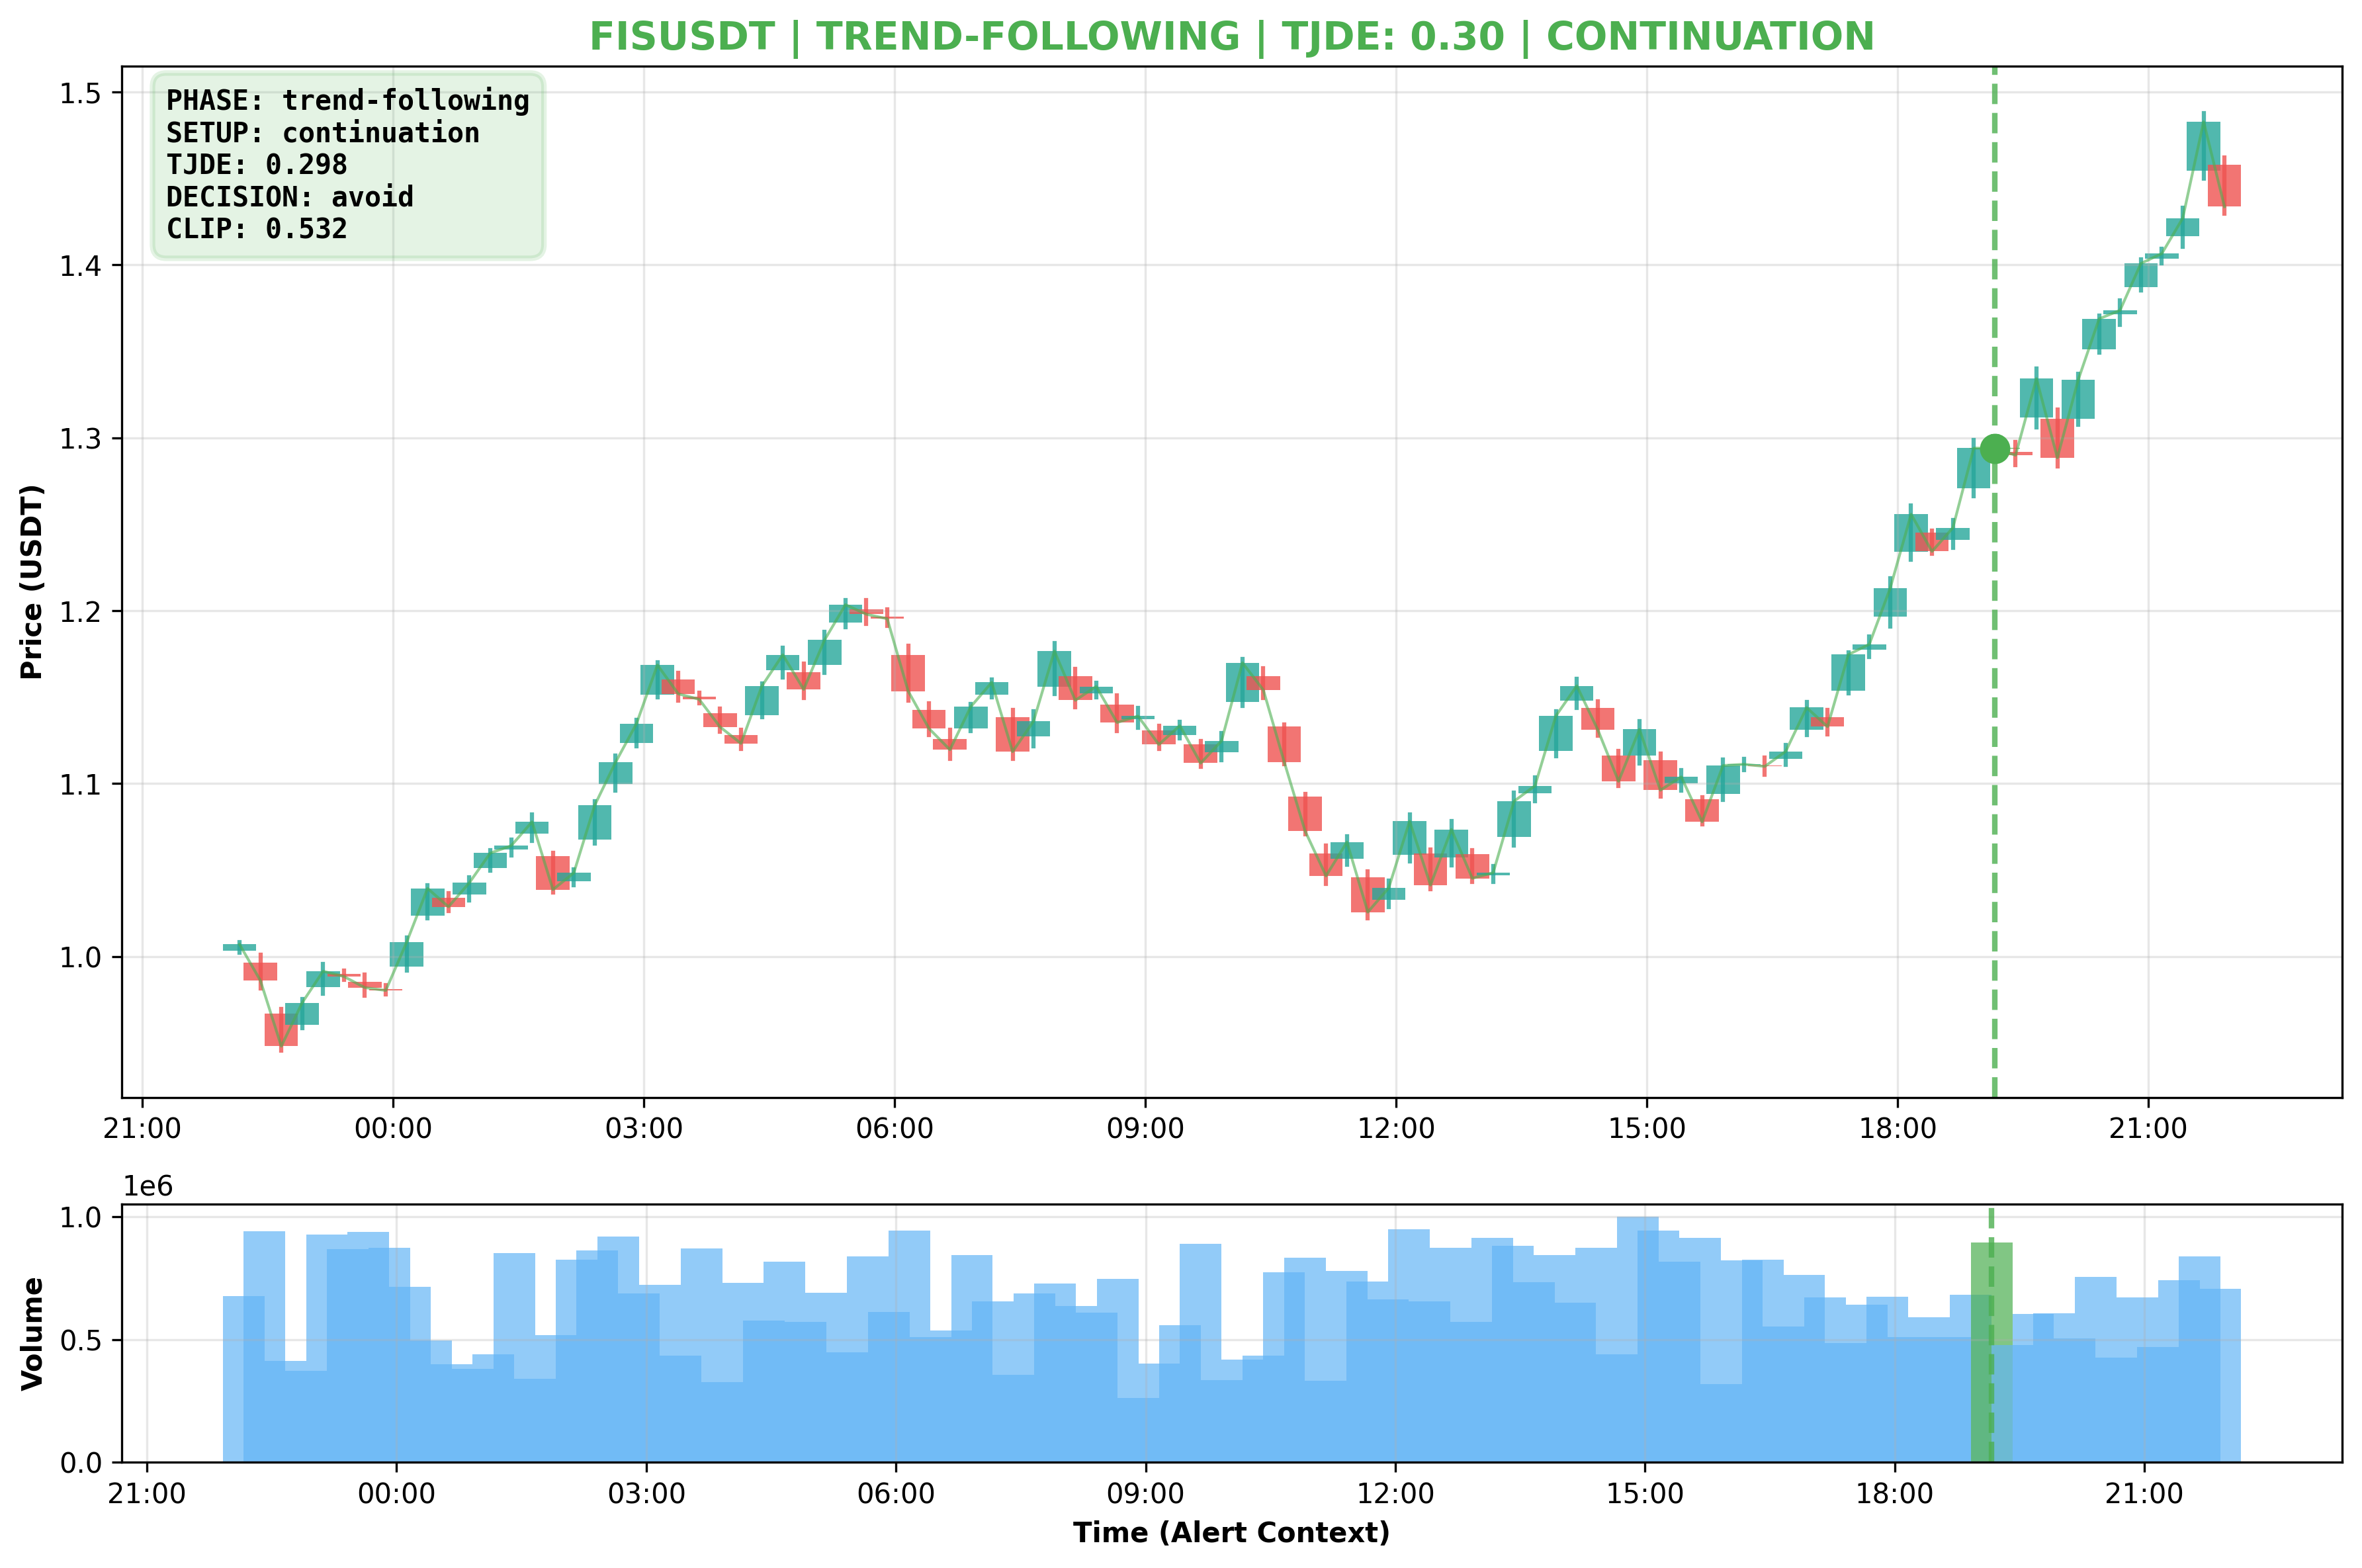 FISUSDT | TREND-FOLLOWING | TJDE: 0.30 | CONTINUATION
PHASE: trend-following
SETUP: continuation
TJDE: 0.298
DECISION: avoid
CLIP: 0.532
Price (USDT)
1.5
1.4
1.3
1.2
1.1
1.0
21:00 00:00 03:00 06:00 09:00 12:00 15:00 18:00 21:00
1e6
Volume
1.0
0.5
0.0
21:00 00:00 03:00 06:00 09:00 12:00 15:00 18:00 21:00
Time (Alert Context)